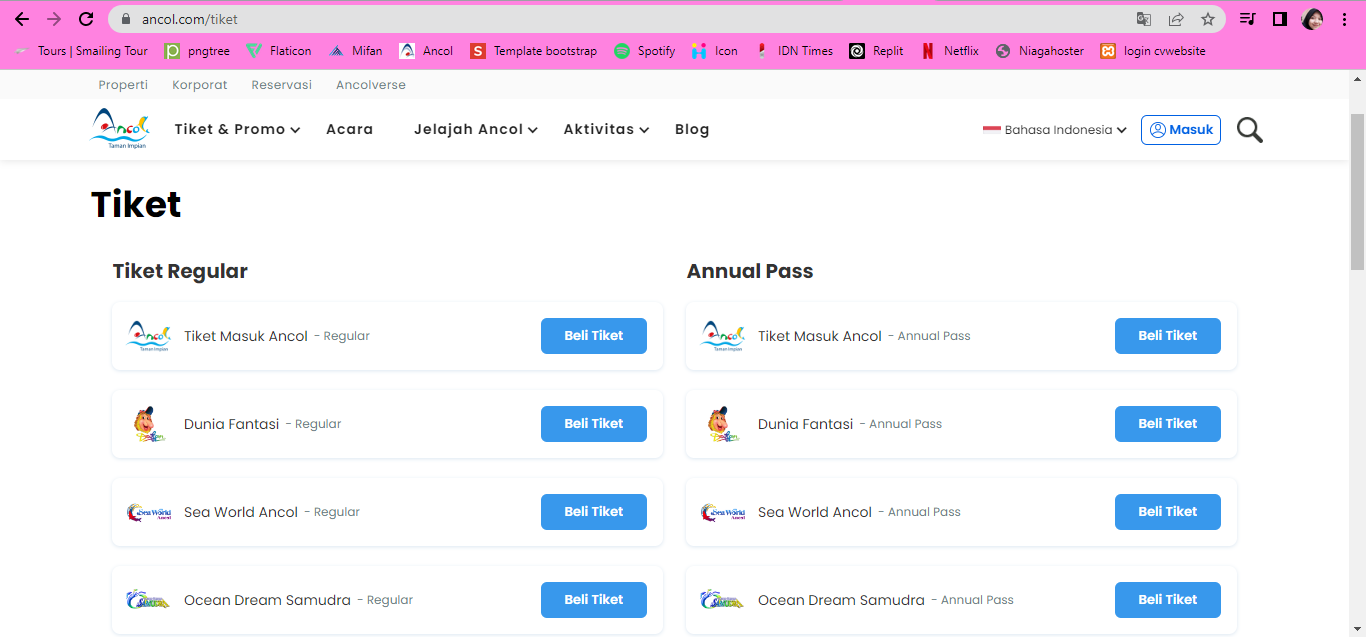 ancol.com/tiket
Tours | Smailing Tour pngtree Flaticon Mifan Ancol Template bootstrap Spotify Icon IDN Times Replit Netflix Niagahoster login cvwebsite
Properti Korporat Reservasi Ancolverse
Ancol Taman Impian Tiket & Promo Acara Jelajah Ancol Aktivitas Blog Bahasa Indonesia Masuk
Tiket
Tiket Regular
Tiket Masuk Ancol - Regular Beli Tiket
Dunia Fantasi - Regular Beli Tiket
Sea World Ancol - Regular Beli Tiket
Ocean Dream Samudra - Regular Beli Tiket
Annual Pass
Tiket Masuk Ancol - Annual Pass Beli Tiket
Dunia Fantasi - Annual Pass Beli Tiket
Sea World Ancol - Annual Pass Beli Tiket
Ocean Dream Samudra - Annual Pass Beli Tiket